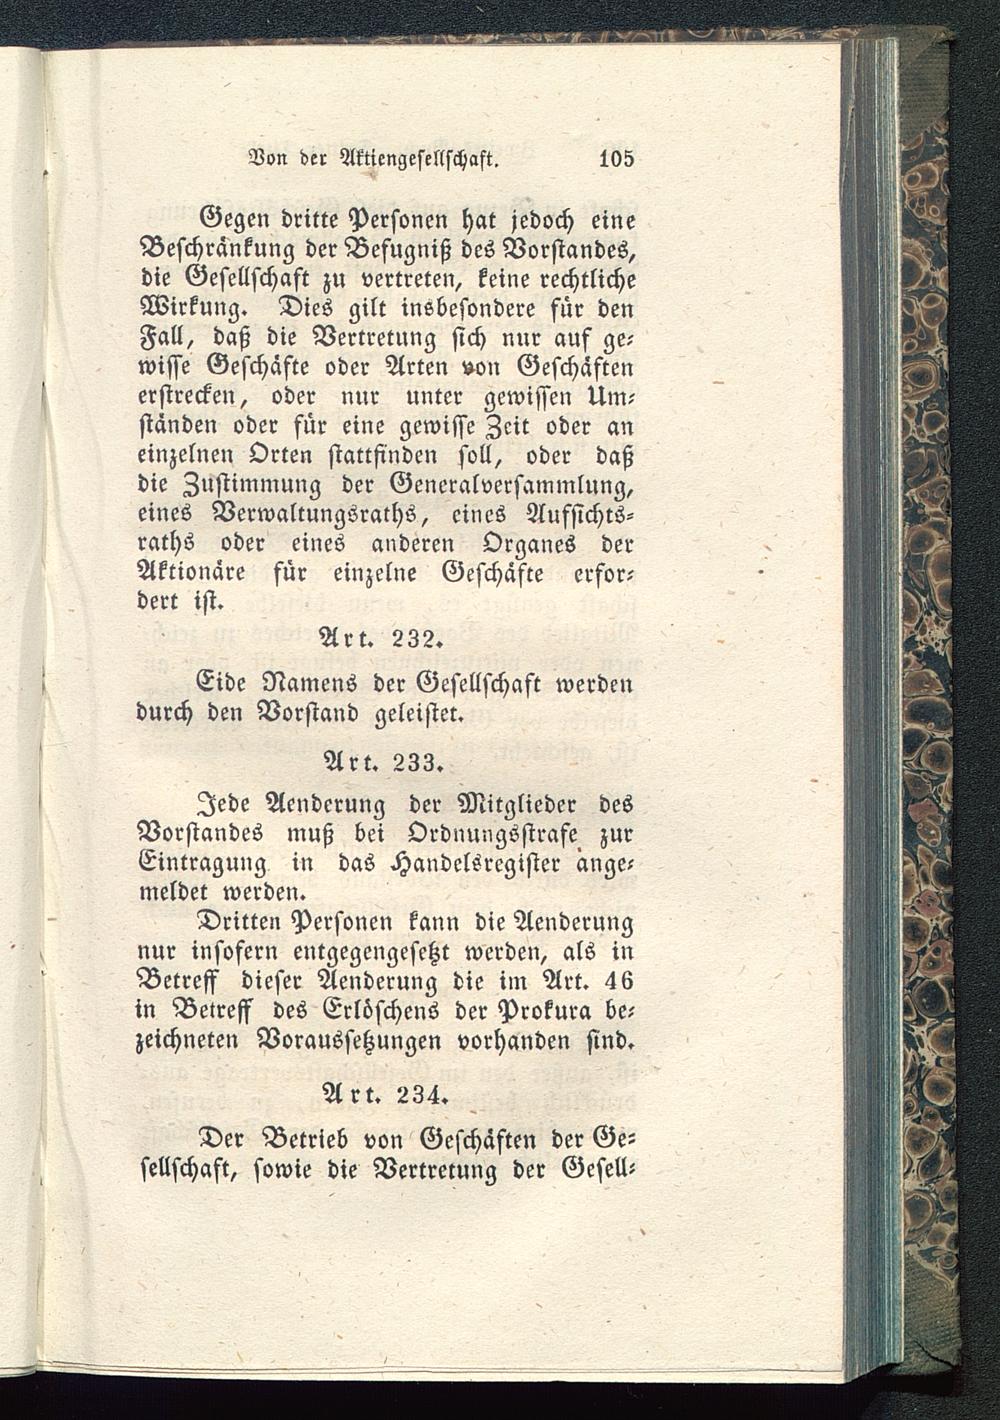 Von der Aktiengesellschaft. 105
Gegen dritte Personen hat jedoch eine
Beschränkung der Befugniß des Vorstandes,
die Gesellschaft zu vertreten, keine rechtliche
Wirkung. Dies gilt insbesondere für den
Fall, daß die Vertretung sich nur auf ge-
wisse Geschäfte oder Arten von Geschäften
erstrecken, oder nur unter gewissen Um-
ständen oder für eine gewisse Zeit oder an
einzelnen Orten stattfinden soll, oder daß
die Zustimmung der Generalversammlung,
eines Verwaltungsraths, eines Aufsichts-
raths oder eines anderen Organes der
Aktionäre für einzelne Geschäfte erfor-
dert ist.
Art. 232.
Eide Namens der Gesellschaft werden
durch den Vorstand geleistet.
Art. 233.
Jede Aenderung der Mitglieder des
Vorstandes muß bei Ordnungsstrafe zur
Eintragung in das Handelsregister ange-
meldet werden.
Dritten Personen kann die Aenderung
nur insofern entgegengesetzt werden, als in
Betreff dieser Aenderung die im Art. 46
in Betreff des Erlöschens der Prokura be-
zeichneten Voraussetzungen vorhanden sind.
Art. 234.
Der Betrieb von Geschäften der Ge-
sellschaft, sowie die Vertretung der Gesell-